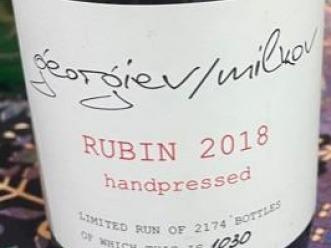 georgiev/milkov
RUBIN 2018
handpressed
LIMITED RUN OF 2174 BOTTLES
OF WHICH THIS IS 1030